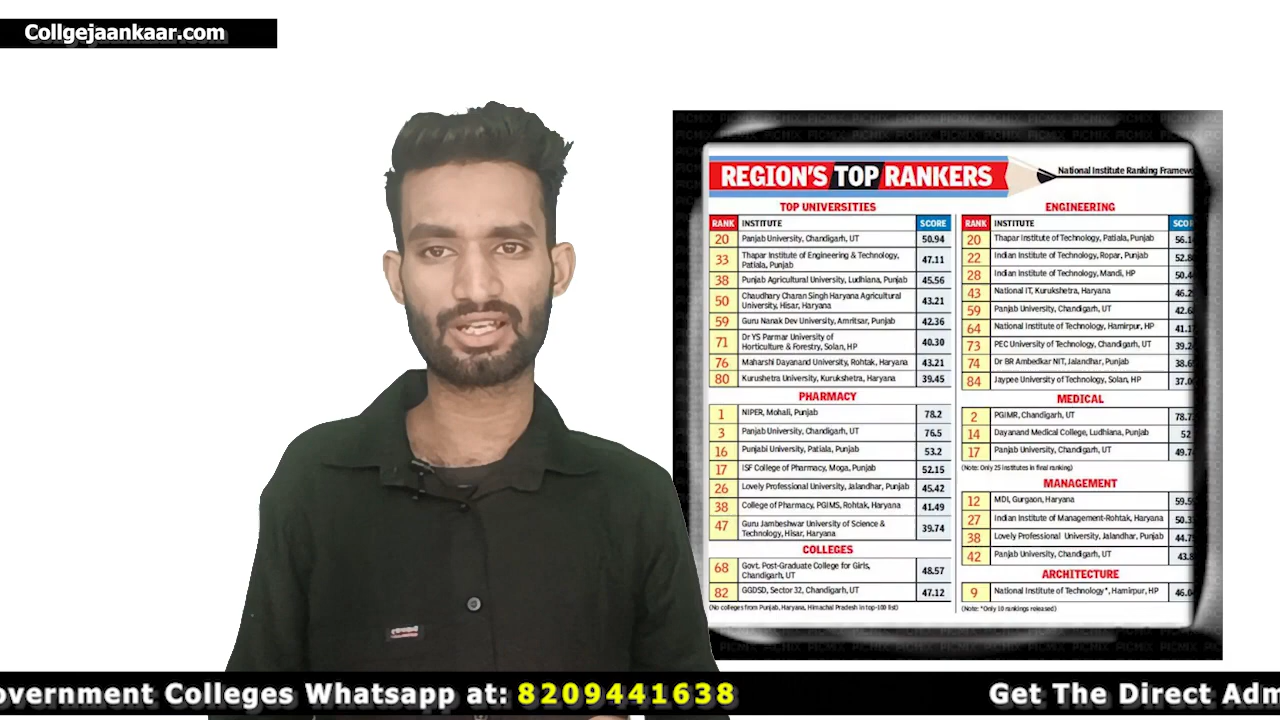 Collgejaankaar.com
REGION'S TOP RANKERS
National Institute Ranking
TOP UNIVERSITIES
RANK INSTITUTE SCORE
20 Panjab University, Chandigarh, UT 50.94
33 Thapar Institute of Engineering & Technology, Patiala, Punjab 47.11
38 Punjab Agricultural University, Ludhiana, Punjab 45.56
50 Chaudhary Charan Singh Haryana Agricultural University, Hisar, Haryana 43.21
59 Guru Nanak Dev University, Amritsar, Punjab 42.36
71 Dr YS Parmar University of Horticulture & Forestry, Solan, HP 40.30
76 Maharshi Dayanand University, Rohtak, Haryana 43.21
80 Kurushetra University, Kurukshetra, Haryana 39.45
PHARMACY
1 NIPER, Mohali, Punjab 78.2
3 Panjab University, Chandigarh, UT 76.5
16 Punjabi University, Patiala, Punjab 53.2
17 ISF College of Pharmacy, Moga, Punjab 52.15
26 Lovely Professional University, Jalandhar, Punjab 45.42
38 College of Pharmacy, PGIMS, Rohtak, Haryana 41.49
47 Guru Jambeshwar University of Science & Technology, Hisar, Haryana 39.74
COLLEGES
68 Govt. Post-Graduate College for Girls, Chandigarh, UT 48.57
82 GGDSD, Sector 32, Chandigarh, UT 47.12
(No colleges from Punjab, Haryana, Himachal Pradesh in top-100 list)
ENGINEERING
RANK INSTITUTE
20 Thapar Institute of Technology, Patiala, Punjab
22 Indian Institute of Technology, Ropar, Punjab
28 Indian Institute of Technology, Mandi, HP
43 National IT, Kurukshetra, Haryana
59 Panjab University, Chandigarh, UT
64 National Institute of Technology, Hamirpur, HP
73 PEC University of Technology, Chandigarh, UT
74 Dr BR Ambedkar NIT, Jalandhar, Punjab
84 Jaypee University of Technology, Solan, HP
MEDICAL
2 PGIMR, Chandigarh, UT
14 Dayanand Medical College, Ludhiana, Punjab 52
17 Panjab University, Chandigarh, UT
(Note: Only 25 institutes in final ranking)
MANAGEMENT
12 MDI, Gurgaon, Haryana
27 Indian Institute of Management-Rohtak, Haryana
38 Lovely Professional University, Jalandhar, Punjab
42 Panjab University, Chandigarh, UT
ARCHITECTURE
9 National Institute of Technology*, Hamirpur, HP
(Note: *Only 10 rankings released)
overnment Colleges Whatsapp at: 8209441638 Get The Direct Adm